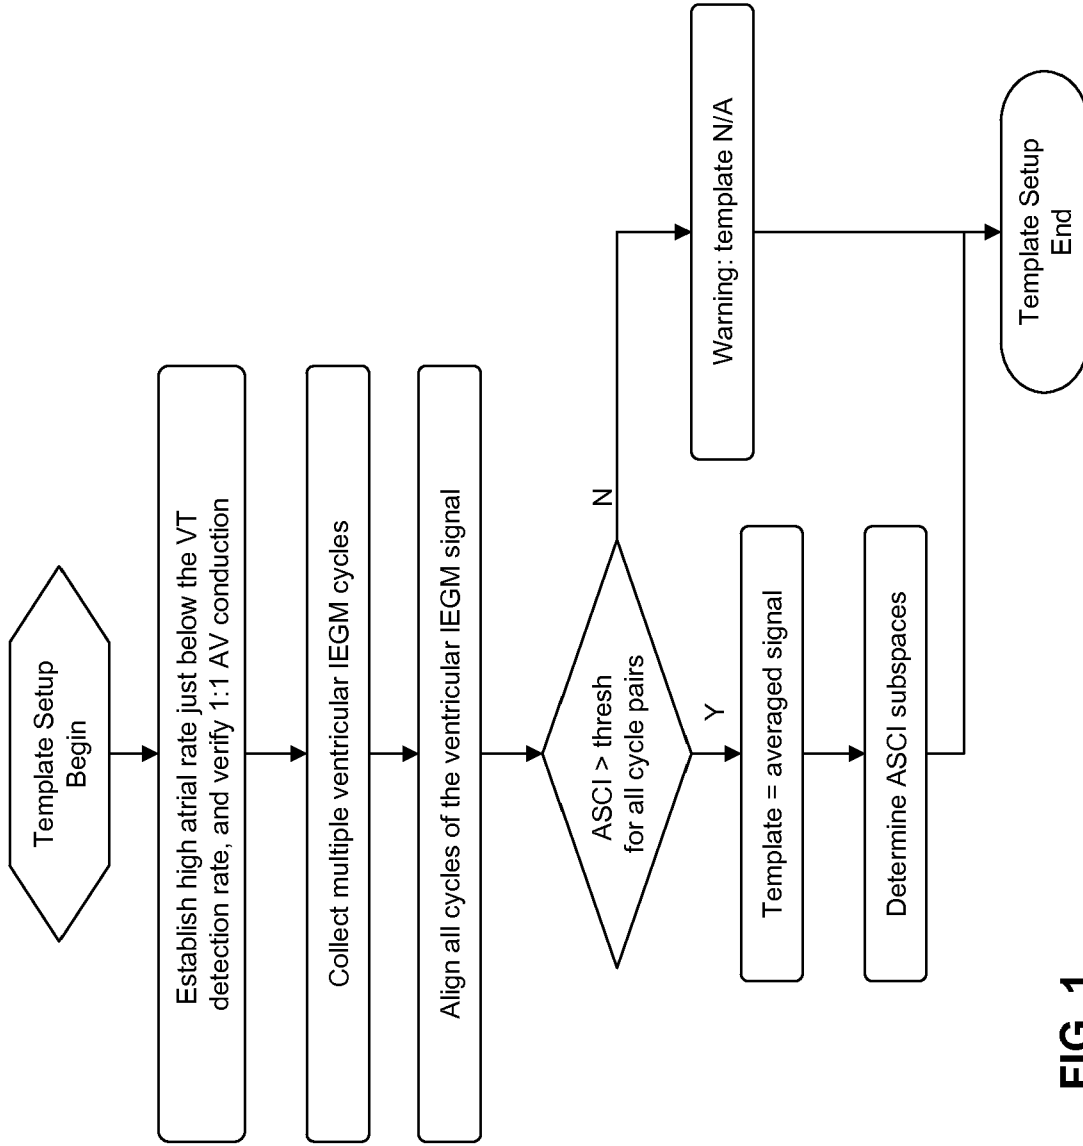 Template Setup
Begin
Establish high atrial rate just below the VT
detection rate, and verify 1:1 AV conduction
Collect multiple ventricular IEGM cycles
Align all cycles of the ventricular IEGM signal
ASCI > thresh
for all cycle pairs
N
Y
Warning: template N/A
Template = averaged signal
Determine ASCI subspaces
Template Setup
End
FIG. 1